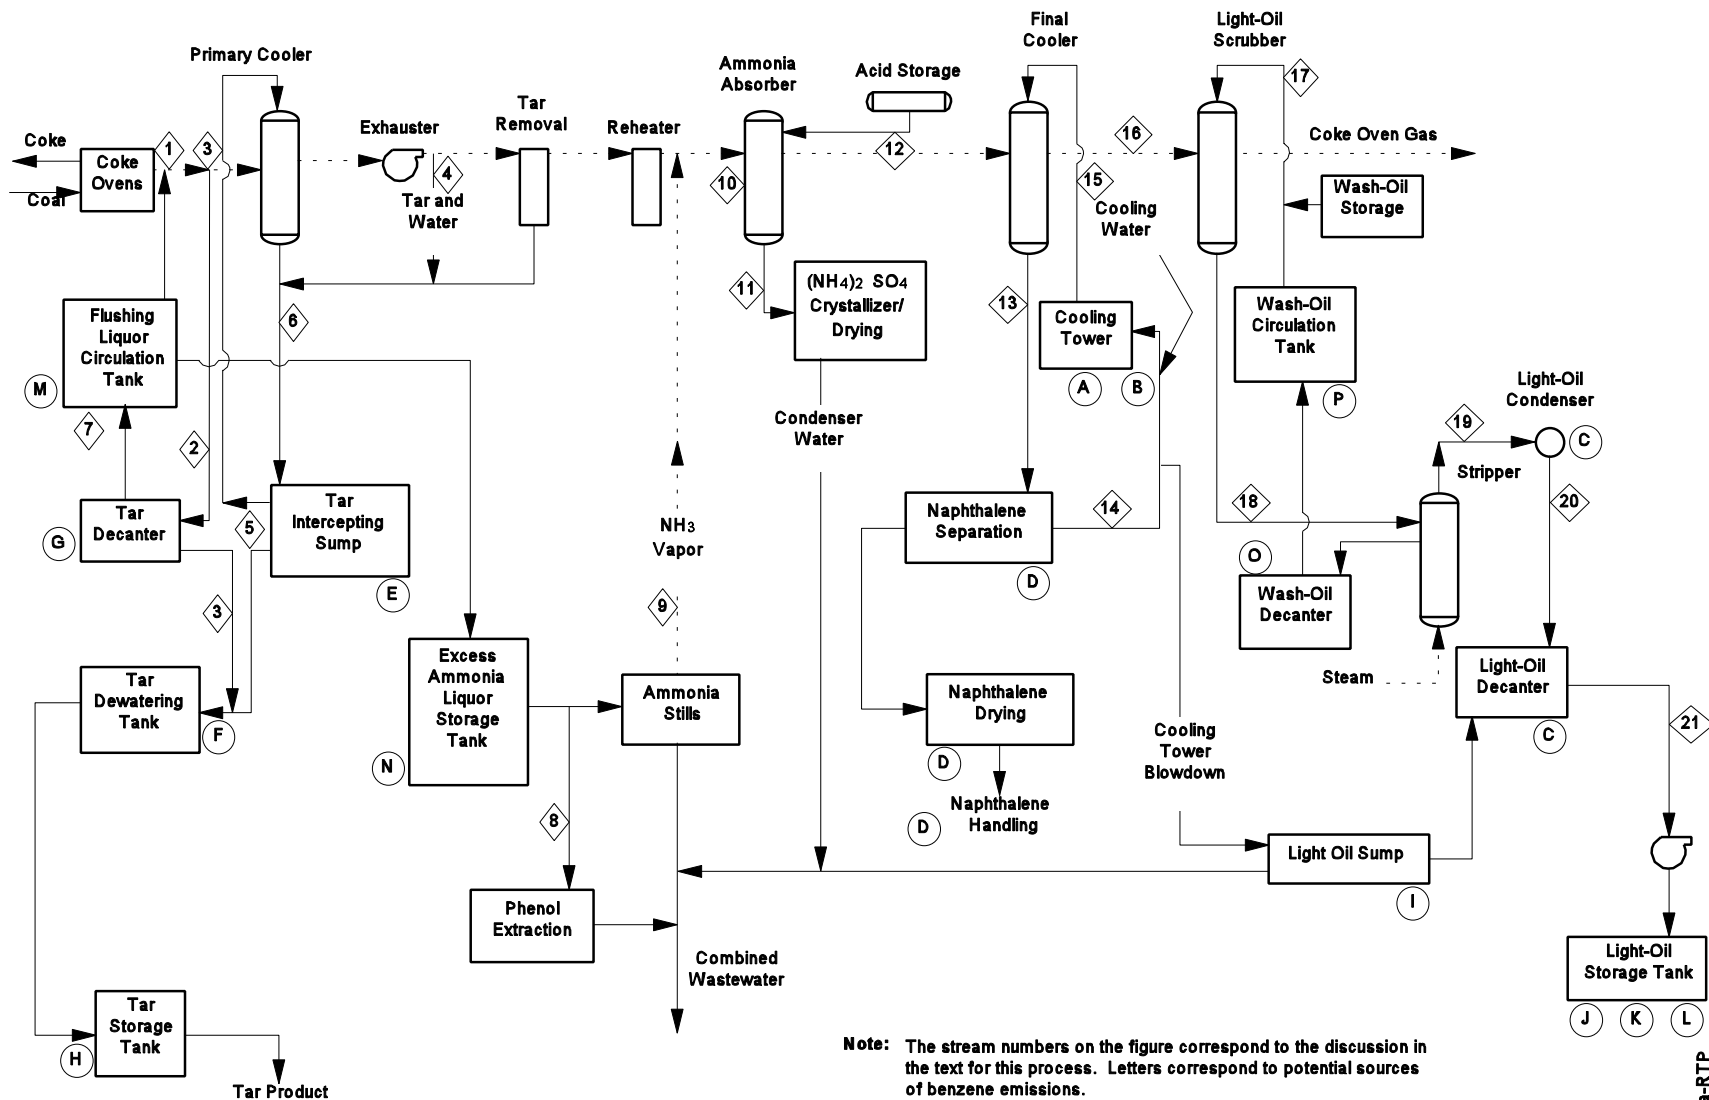 Final
Cooler
Light-Oil
Scrubber
Primary Cooler
Ammonia
Absorber
Acid Storage
17
Tar
Removal
Exhauster
Reheater
Coke
1
3
16
Coke Oven Gas
12
Coke
Ovens
4
10
15
Coal
Tar and
Water
Cooling
Water
Wash-Oil
Storage
11
(NH4)2 SO4
Crystallizer/
Drying
13
Flushing
Liquor
Circulation
Tank
6
Cooling
Tower
Wash-Oil
Circulation
Tank
M
A
B
P
Light-Oil
Condenser
7
2
Condenser
Water
19
C
Stripper
Tar
Decanter
G
5
Tar
Intercepting
Sump
E
NH3
Vapor
Naphthalene
Separation
14
D
18
20
O
Wash-Oil
Decanter
3
9
Excess
Ammonia
Liquor
Storage
Tank
N
Steam
Tar
Dewatering
Tank
F
Ammonia
Stills
Naphthalene
Drying
D
Light-Oil
Decanter
C
21
Cooling
Tower
Blowdown
8
D
Naphthalene
Handling
Light Oil Sump
I
Phenol
Extraction
Combined
Wastewater
Light-Oil
Storage Tank
J
K
L
Tar
Storage
Tank
H
Tar Product
Note: The stream numbers on the figure correspond to the discussion in
the text for this process. Letters correspond to potential sources
of benzene emissions.